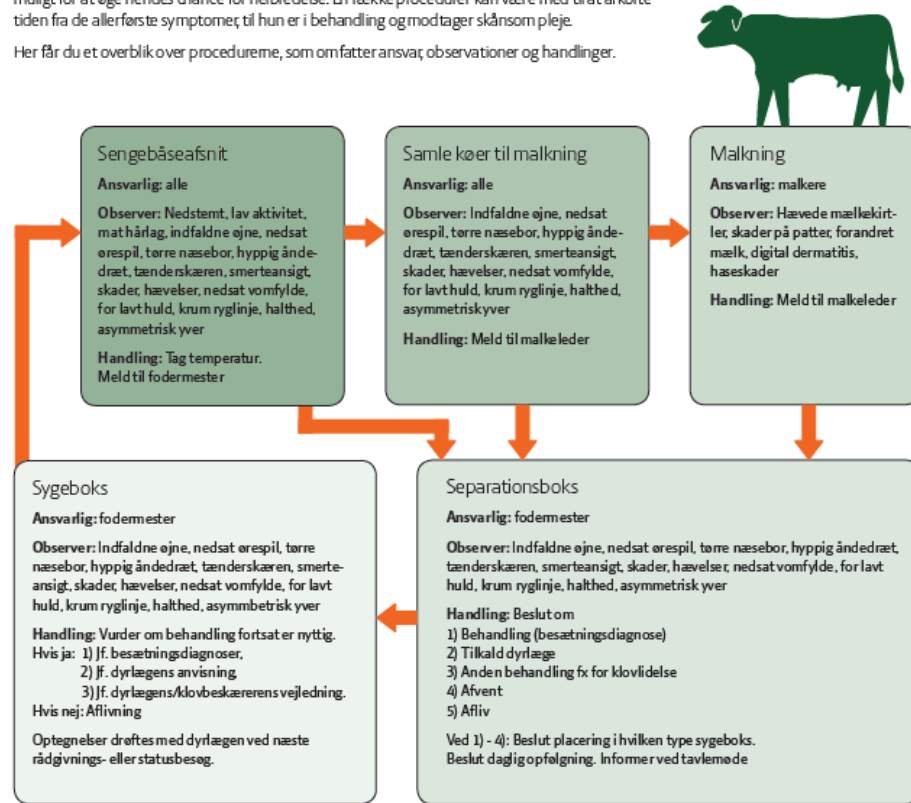 tiden fra de allerførste symptomer, til hun er i behandling og modtager skånsom pleje.
Her får du et overblik over procedurerne, som omfatter ansvar, observationer og handlinger.
Sengebåseafsnit
Ansvarlig: alle
Observer: Nedstemt, lav aktivitet,
mat hårlag, indfaldne øjne, nedsat
ørespil, tørre næsebor, hyppig ånde-
dræt, tænderskæren, smerteansigt,
skader, hævelser, nedsat vomfylde,
for lavt huld, krum ryglinje, halthed,
asymmetrisk yver
Handling: Tag temperatur.
Meld til fodermester
Samle køer til malkning
Ansvarlig: alle
Observer: Indfaldne øjne, nedsat
ørespil, tørre næsebor, hyppig ånde-
dræt, tænderskæren, smerteansigt,
skader, hævelser, nedsat vomfylde,
for lavt huld, krum ryglinje, halthed,
asymmetrisk yver
Handling: Meld til malkeleder
Malkning
Ansvarlig: malkere
Observer: Hævede mælkekirt-
ler, skader på patter, forandret
mælk, digital dermatitis,
haseskader
Handling: Meld til malkeleder
Sygeboks
Ansvarlig: fodermester
Observer: Indfaldne øjne, nedsat ørespil, tørre
næsebor, hyppig åndedræt, tænderskæren, smerte-
ansigt, skader, hævelser, nedsat vomfylde, for lavt
huld, krum ryglinje, halthed, asymmbetrisk yver
Handling: Vurder om behandling fortsat er nyttig.
Hvis ja: 1) Jf. besætningsdiagnoser,
2) Jf. dyrlægens anvisning,
3) Jf. dyrlægens/klovbeskærerens vejledning.
Hvis nej: Aflivning
Optegnelser drøftes med dyrlægen ved næste
rådgivnings- eller statusbesøg.
Separationsboks
Ansvarlig: fodermester
Observer: Indfaldne øjne, nedsat ørespil, tørre næsebor, hyppig åndedræt,
tænderskæren, smerteansigt, skader, hævelser, nedsat vomfylde, for lavt
huld, krum ryglinje, halthed, asymmetrisk yver
Handling: Beslut om
1) Behandling (besætningsdiagnose)
2) Tilkald dyrlæge
3) Anden behandling fx for klovlidelse
4) Afvent
5) Afliv
Ved 1) - 4): Beslut placering i hvilken type sygeboks.
Beslut daglig opfølgning. Informer ved tavlemøde